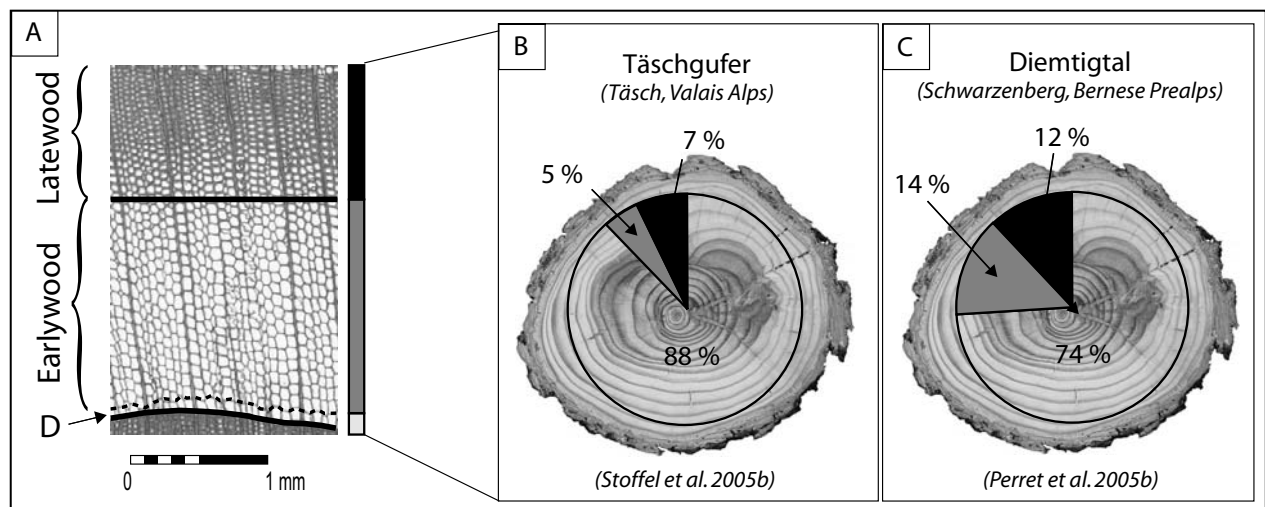 A
Latewood
Earlywood
D
0
1 mm
B
Täschgufer
(Täsch, Valais Alps)
7 %
5 %
88 %
(Stoffel et al. 2005b)
C
Diemtigtal
(Schwarzenberg, Bernese Prealps)
12 %
14 %
74 %
(Perret et al. 2005b)